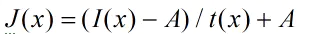 J(x) = (I(x) − A) / t(x) + A